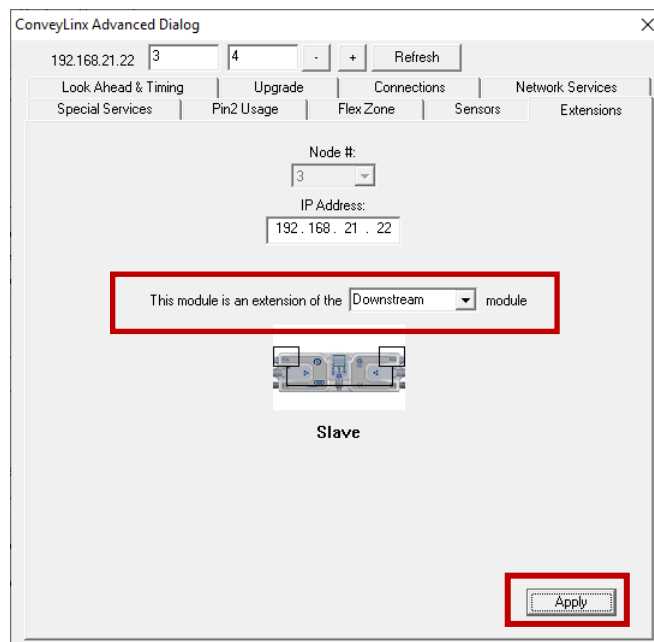 ConveyLinx Advanced Dialog
192.168.21.22 3 4 - + Refresh
Look Ahead & Timing Upgrade Connections Network Services
Special Services Pin2 Usage Flex Zone Sensors Extensions
Node #:
3
IP Address:
192 . 168 . 21 . 22
This module is an extension of the Downstream module
Slave
Apply